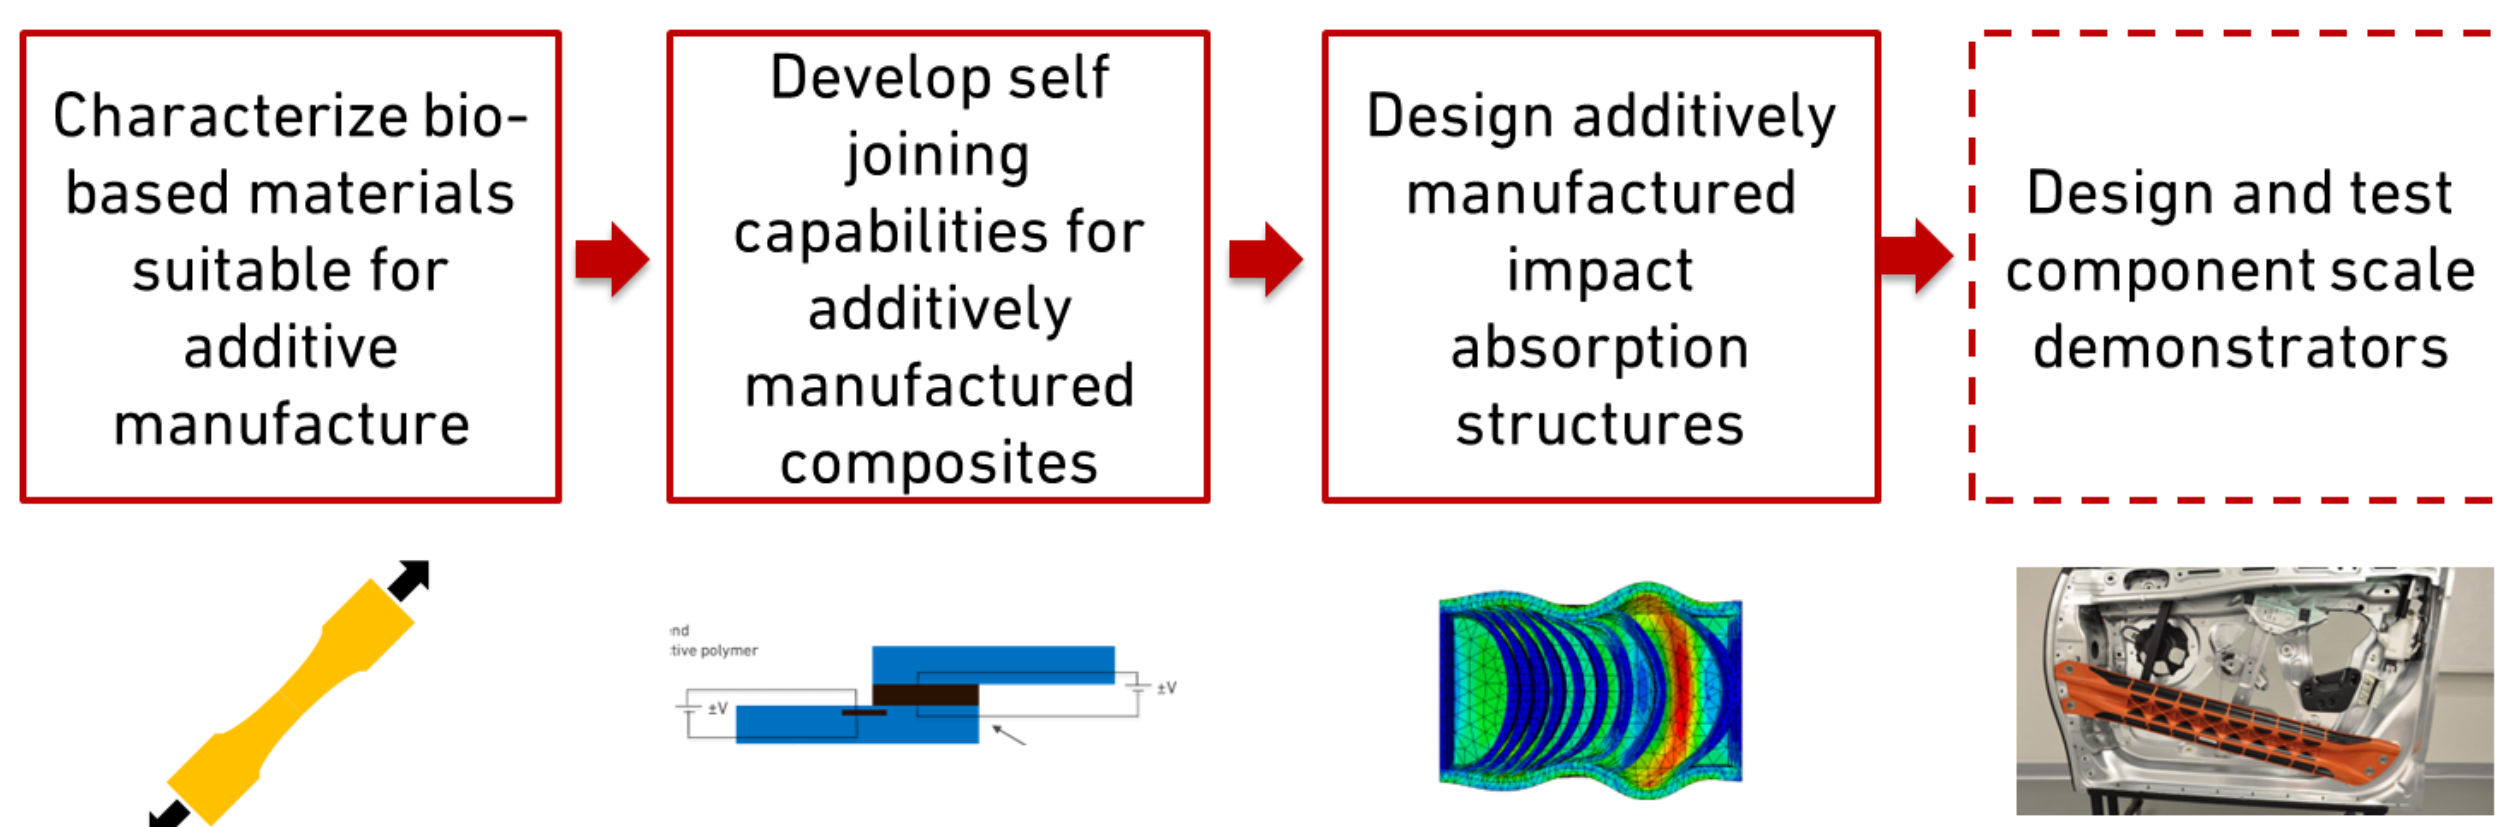 Characterize bio-
based materials
suitable for
additive
manufacture
Develop self
joining
capabilities for
additively
manufactured
composites
Design additively
manufactured
impact
absorption
structures
Design and test
component scale
demonstrators
polymer
±V
±V